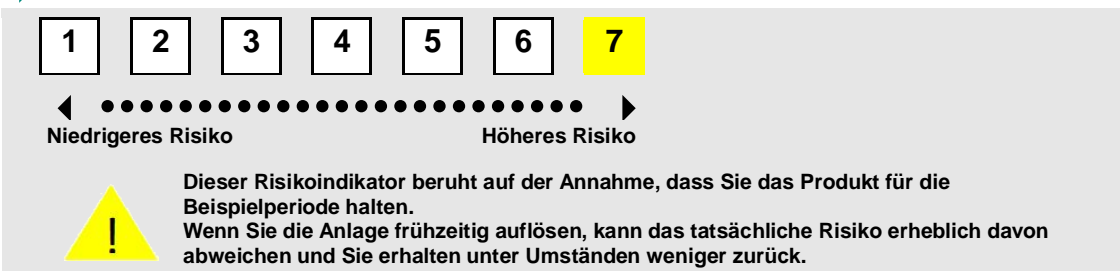 1 2 3 4 5 6 7
Niedrigeres Risiko Höheres Risiko
Dieser Risikoindikator beruht auf der Annahme, dass Sie das Produkt für die
Beispielperiode halten.
! Wenn Sie die Anlage frühzeitig auflösen, kann das tatsächliche Risiko erheblich davon
abweichen und Sie erhalten unter Umständen weniger zurück.